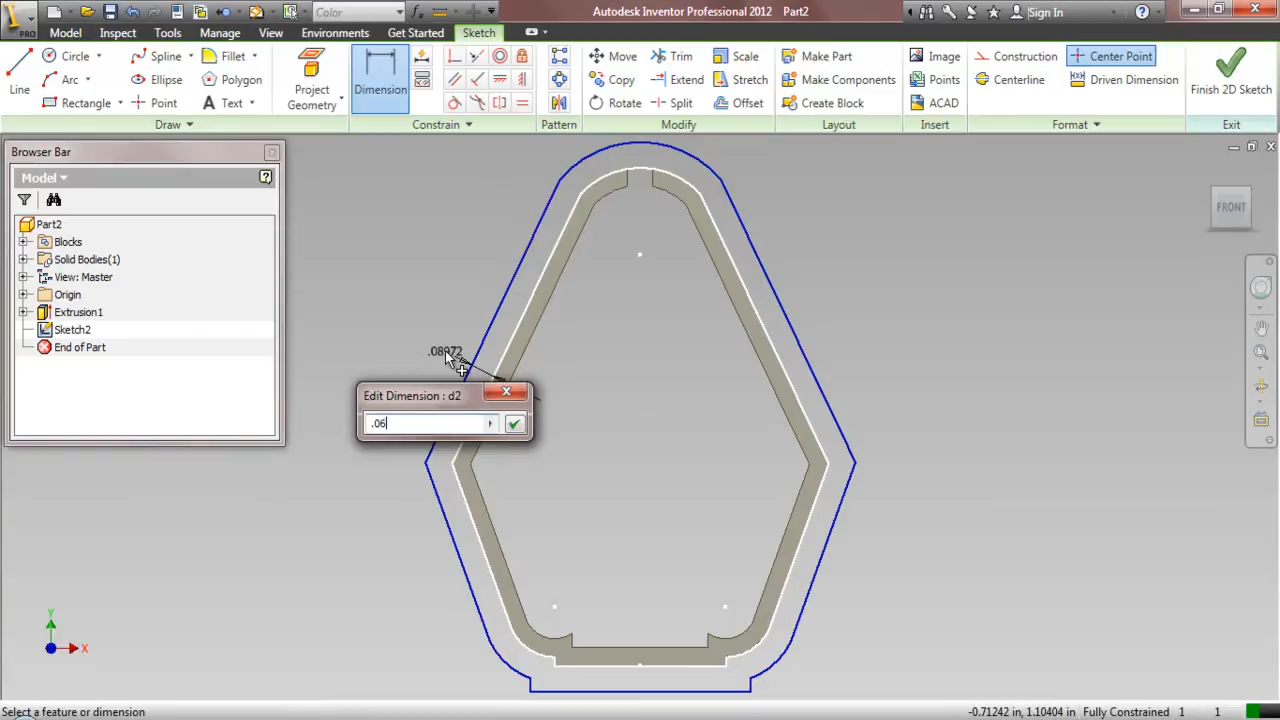 PRO
Color
Autodesk Inventor Professional 2012 Part2
Sign In
Model Inspect Tools Manage View Environments Get Started Sketch
Line
Circle
Arc
Rectangle
Spline
Ellipse
Point
Fillet
Polygon
Text
Project
Geometry
Dimension
Move
Copy
Rotate
Trim
Extend
Split
Scale
Stretch
Offset
Make Part
Make Components
Create Block
Image
Points
ACAD
Construction
Centerline
Center Point
Driven Dimension
Finish 2D Sketch
Draw Constrain Pattern Modify Layout Insert Format Exit
Browser Bar
Model
Part2
Blocks
Solid Bodies(1)
View: Master
Origin
Extrusion1
Sketch2
End of Part
FRONT
.08972
Edit Dimension : d2
.06
Y
X
Select a feature or dimension
-0.71242 in, 1.10404 in Fully Constrained 1 1